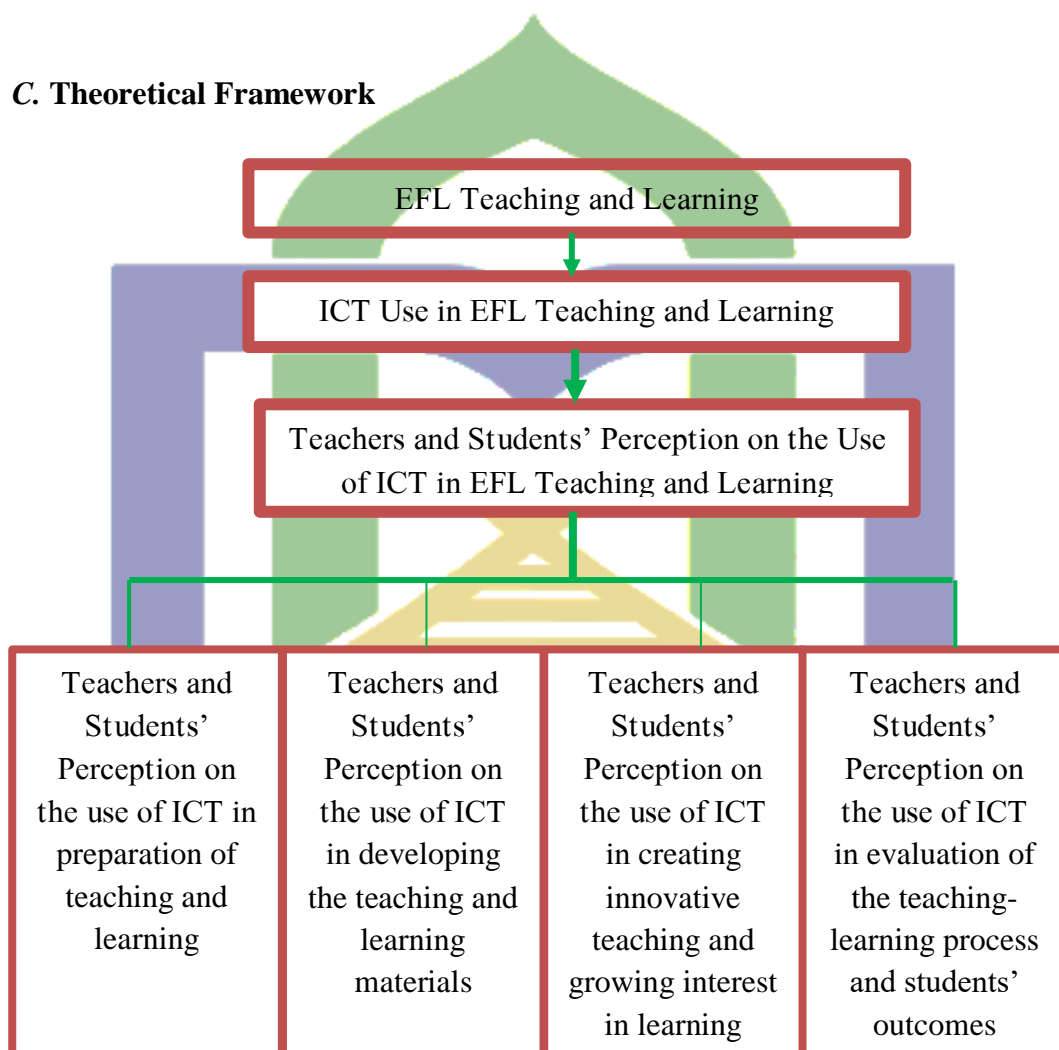 C. Theoretical Framework
EFL Teaching and Learning
ICT Use in EFL Teaching and Learning
Teachers and Students’ Perception on the Use
of ICT in EFL Teaching and Learning
Teachers and
Students’
Perception on
the use of ICT in
preparation of
teaching and
learning
Teachers and
Students’
Perception on
the use of ICT
in developing
the teaching and
learning
materials
Teachers and
Students’
Perception on
the use of ICT
in creating
innovative
teaching and
growing interest
in learning
Teachers and
Students’
Perception on
the use of ICT
in evaluation of
the teaching-
learning process
and students’
outcomes